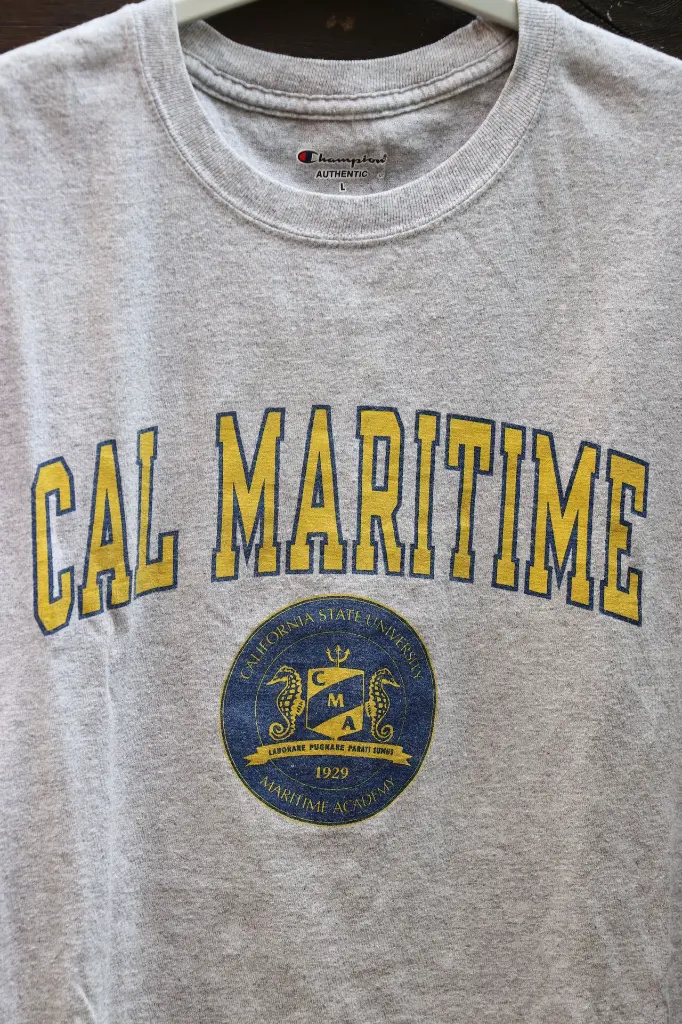 Champion
AUTHENTIC
L
CAL MARITIME
CALIFORNIA STATE UNIVERSITY
C
M
A
LABORARE PUGNARE PARATI SUMUS
1929
MARITIME ACADEMY